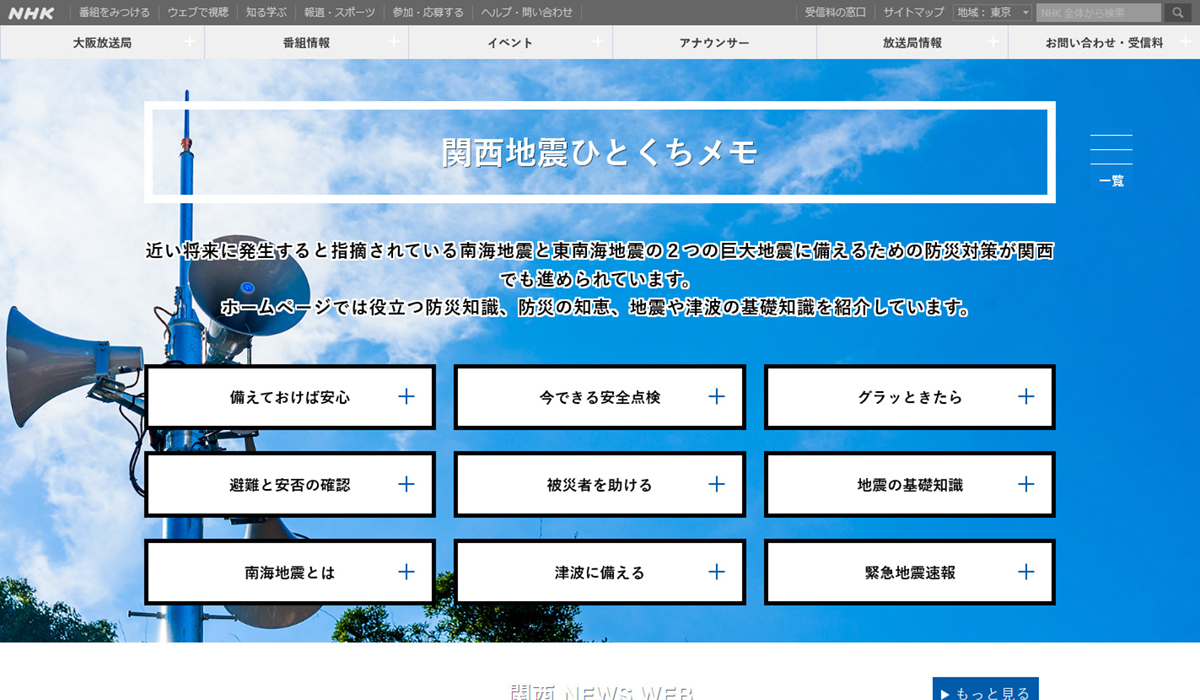 NHK 番組をみつける ウェブで視聴 知る学ぶ 報道・スポーツ 参加・応募する ヘルプ・問い合わせ 受信料の窓口 サイトマップ 地域：東京 NHK 全体から検索
大阪放送局 番組情報 イベント アナウンサー 放送局情報 お問い合わせ・受信料
関西地震ひとくちメモ
一覧
近い将来に発生すると指摘されている南海地震と東南海地震の２つの巨大地震に備えるための防災対策が関西
でも進められています。
ホームページでは役立つ防災知識、防災の知恵、地震や津波の基礎知識を紹介しています。
備えておけば安心 今できる安全点検 グラッときたら
避難と安否の確認 被災者を助ける 地震の基礎知識
南海地震とは 津波に備える 緊急地震速報
関西 NEWS WEB もっと見る